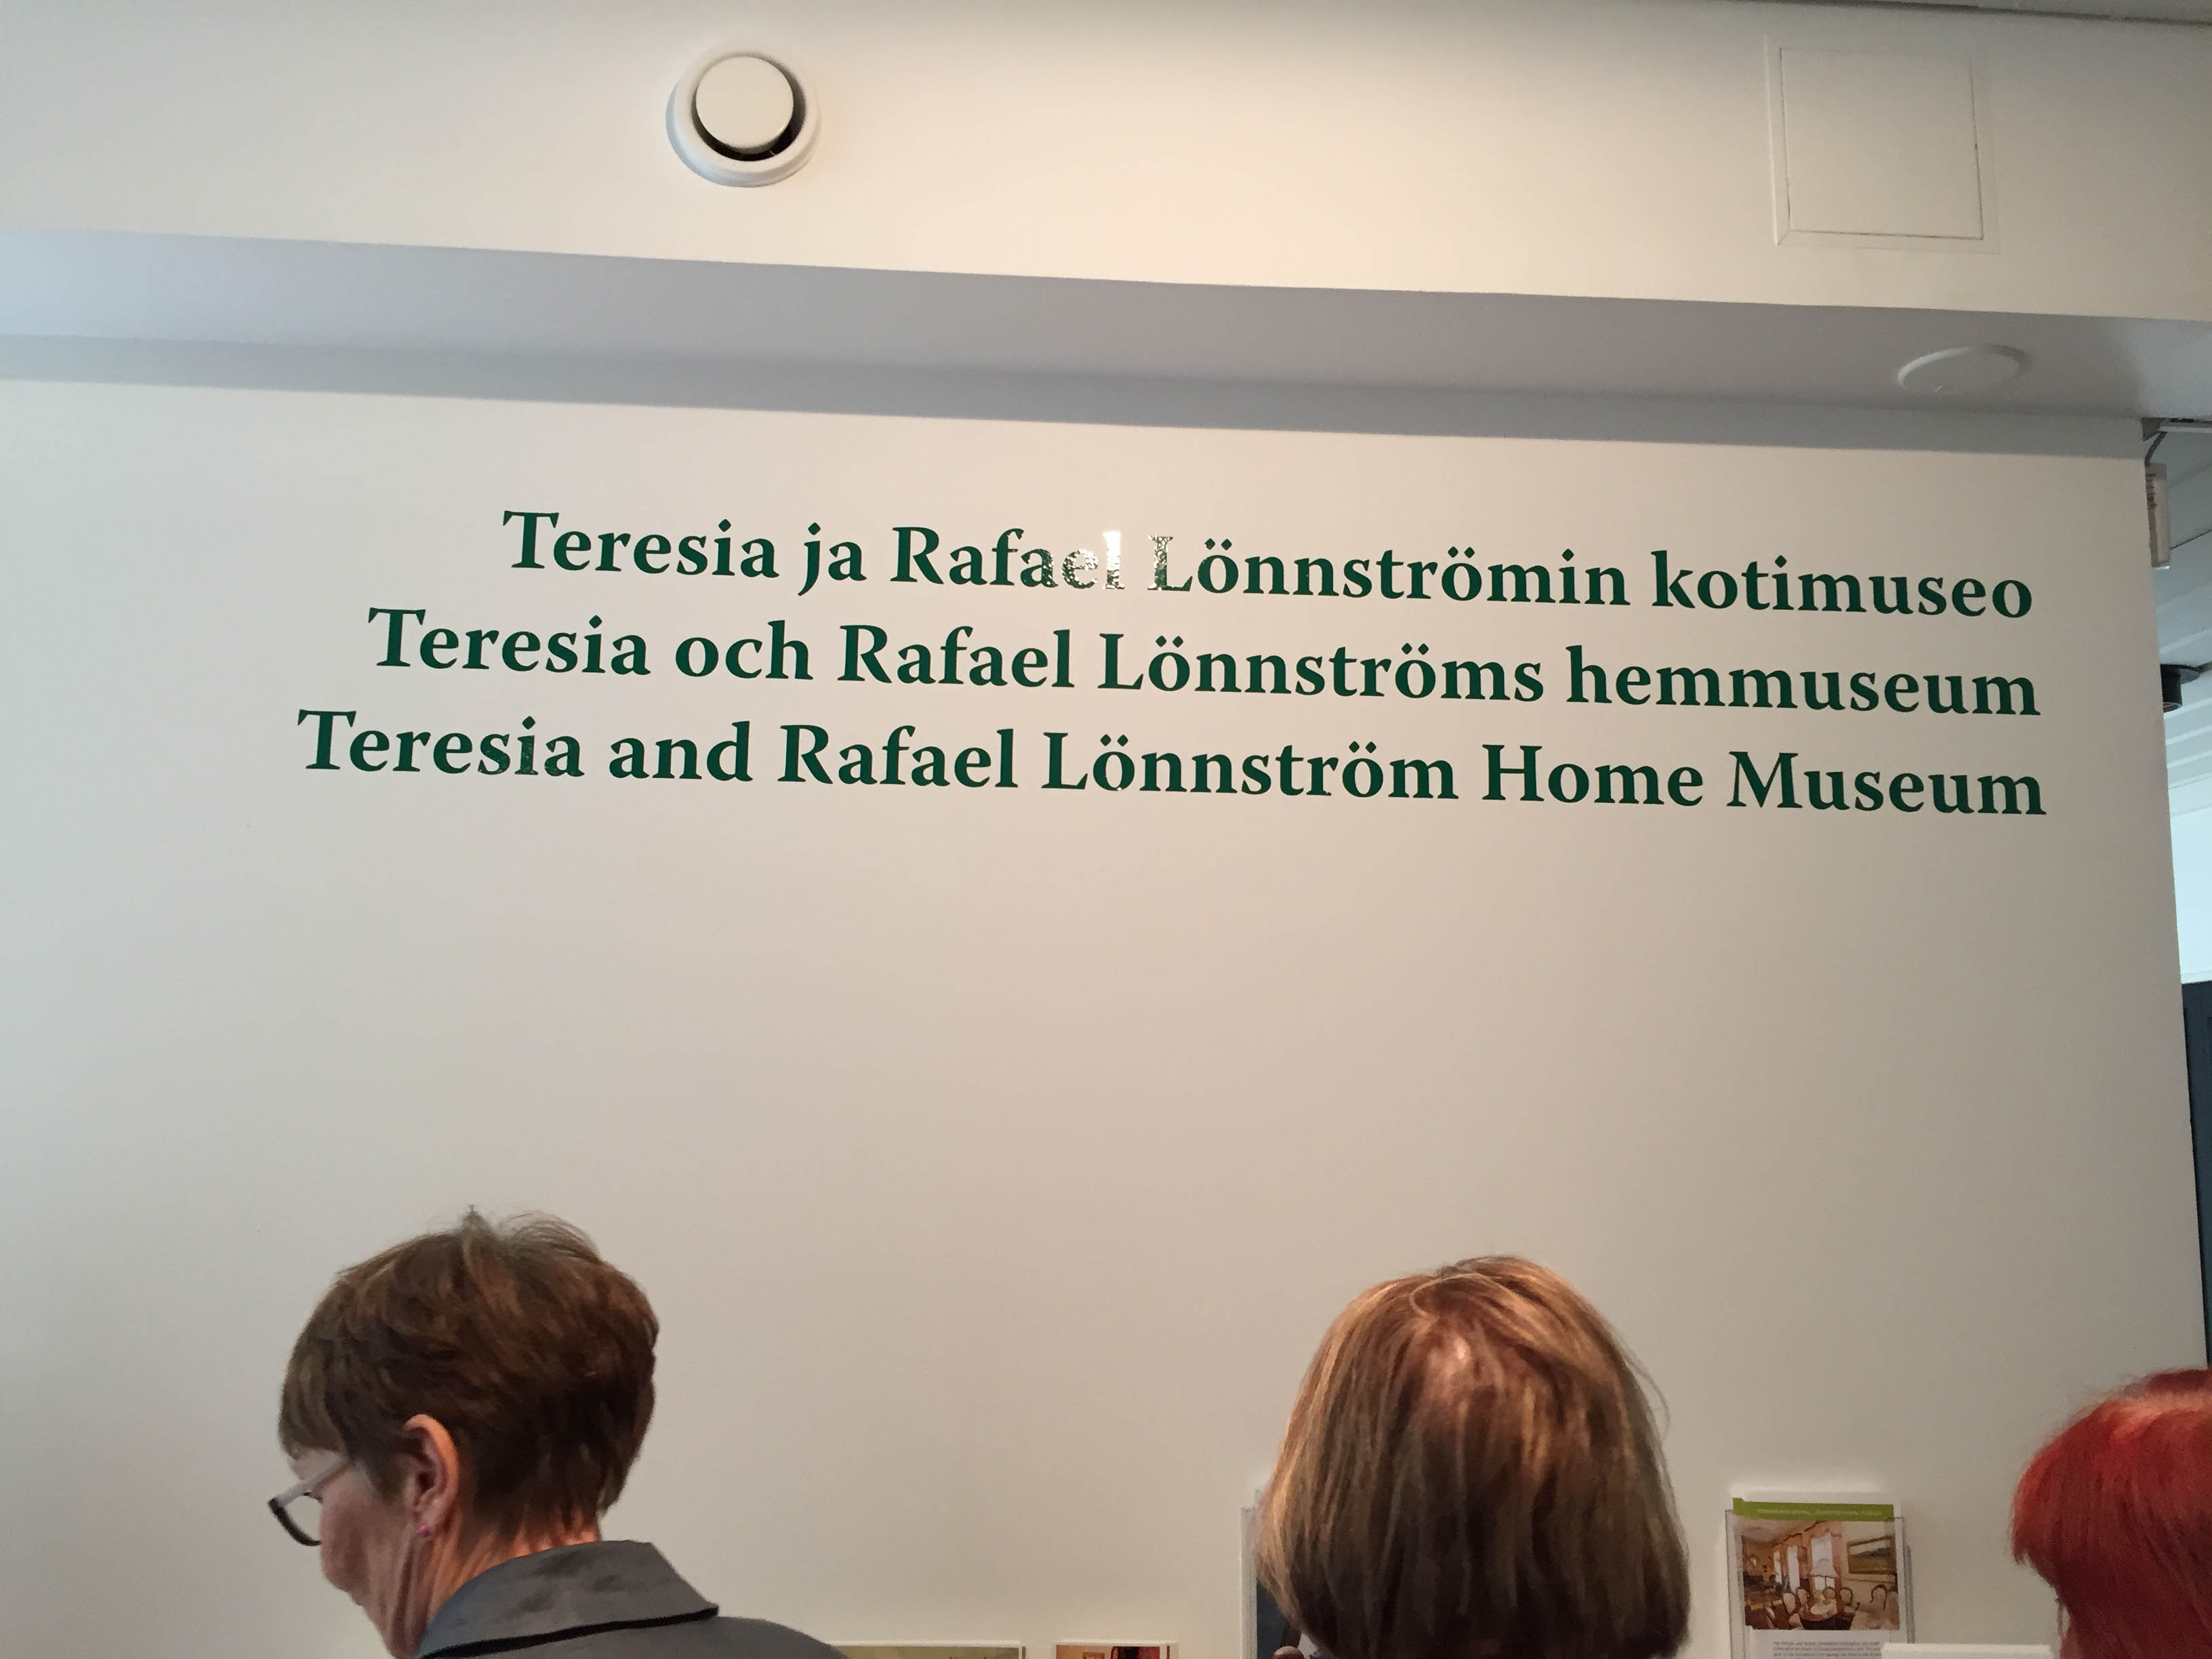 Teresia ja Rafael Lönnströmin kotimuseo
Teresia och Rafael Lönnströms hemmuseum
Teresia and Rafael Lönnström Home Museum